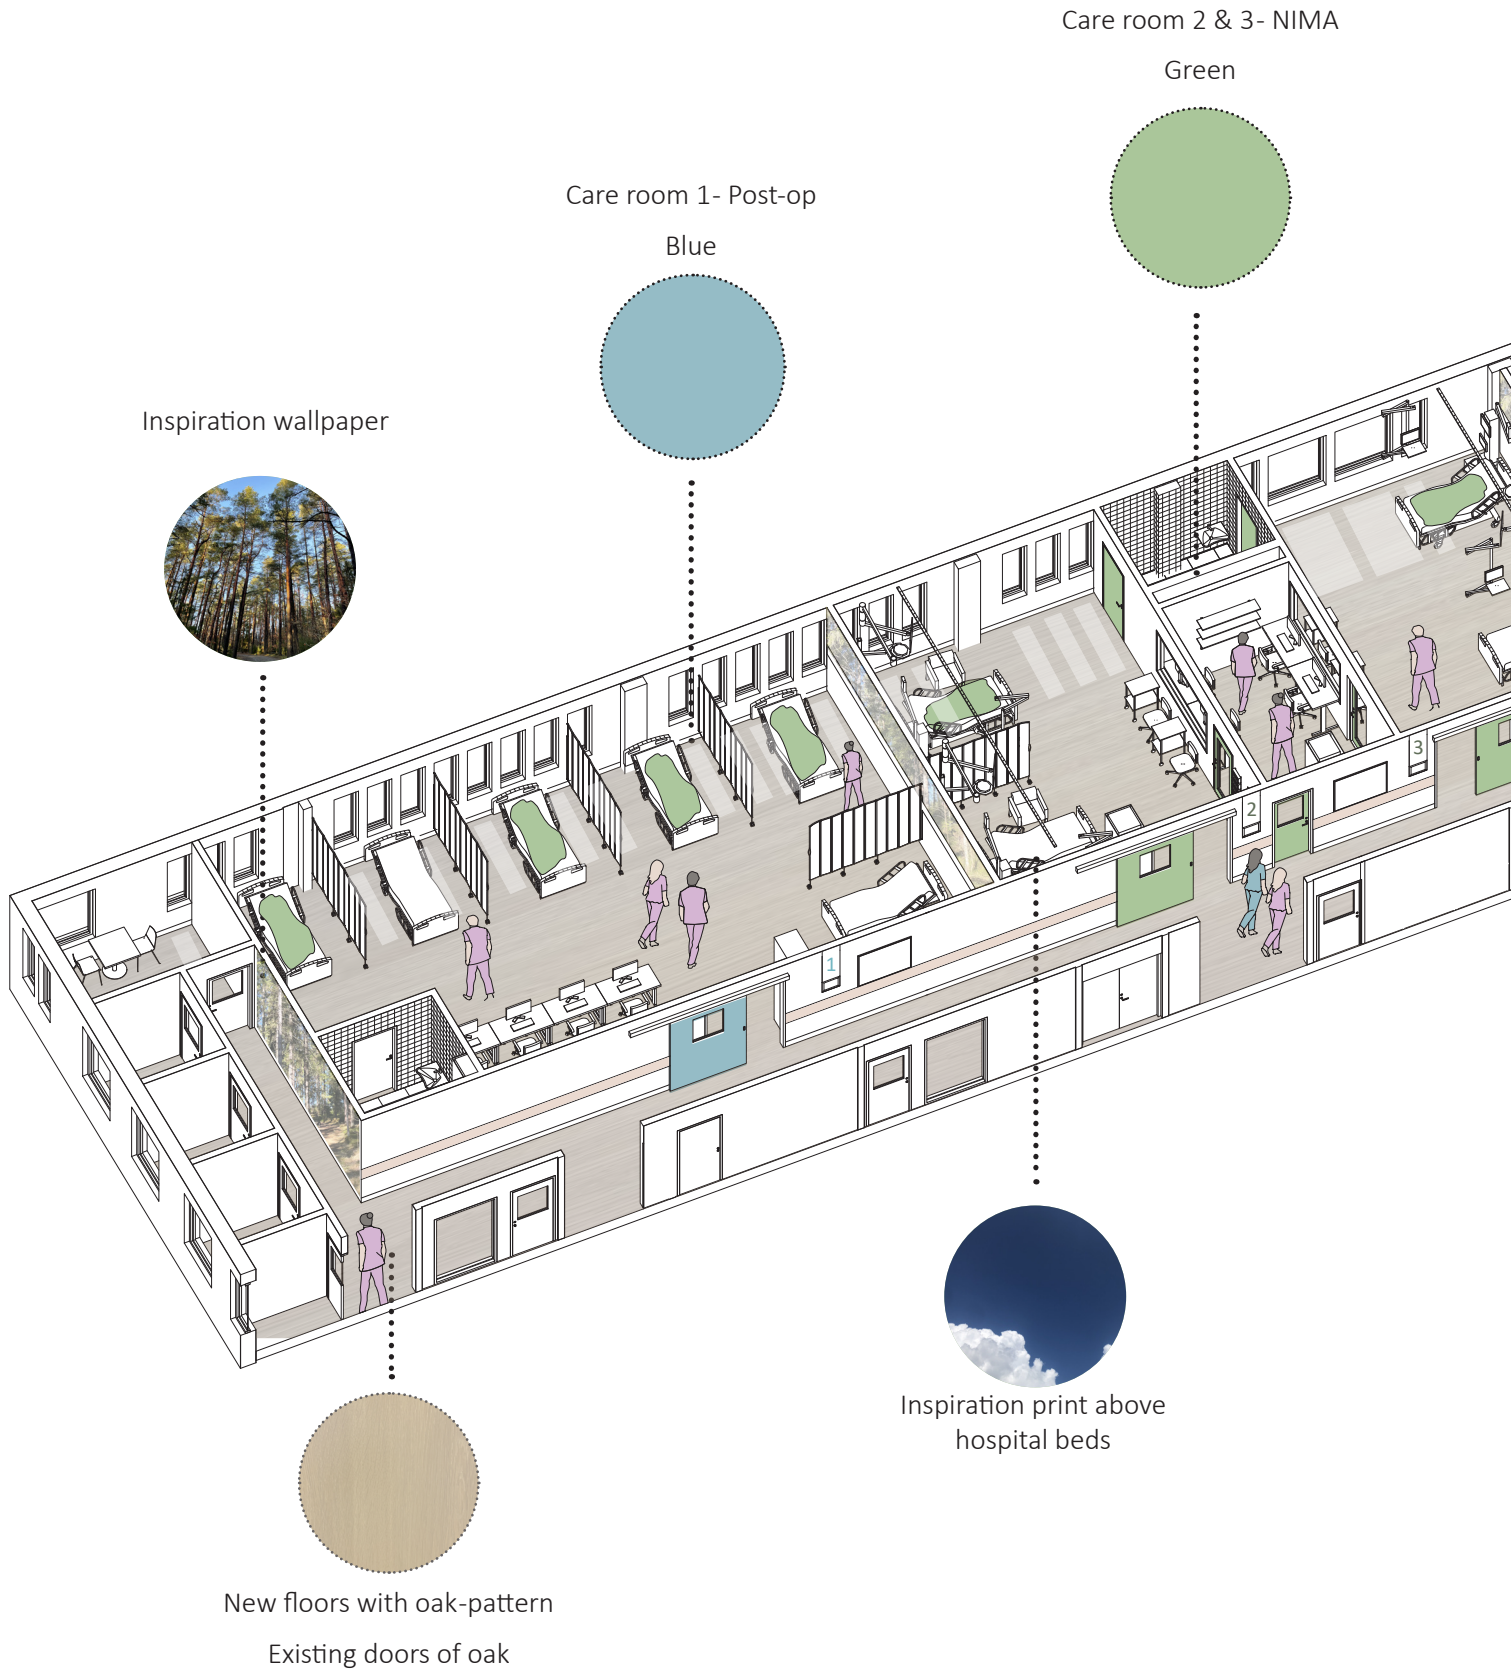 Care room 2 & 3- NIMA
Green
Care room 1- Post-op
Blue
Inspiration wallpaper
3
2
1
Inspiration print above
hospital beds
New floors with oak-pattern
Existing doors of oak